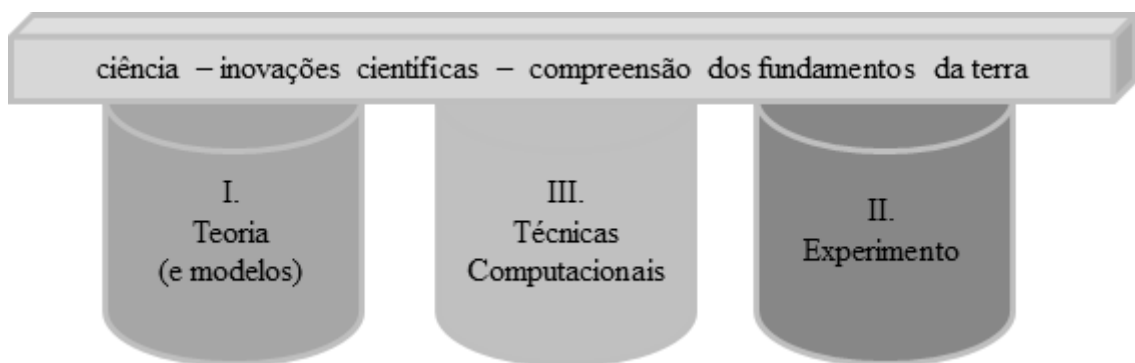 ciência – inovações científicas – compreensão dos fundamentos da terra
I.
Teoria
(e modelos)
III.
Técnicas
Computacionais
II.
Experimento